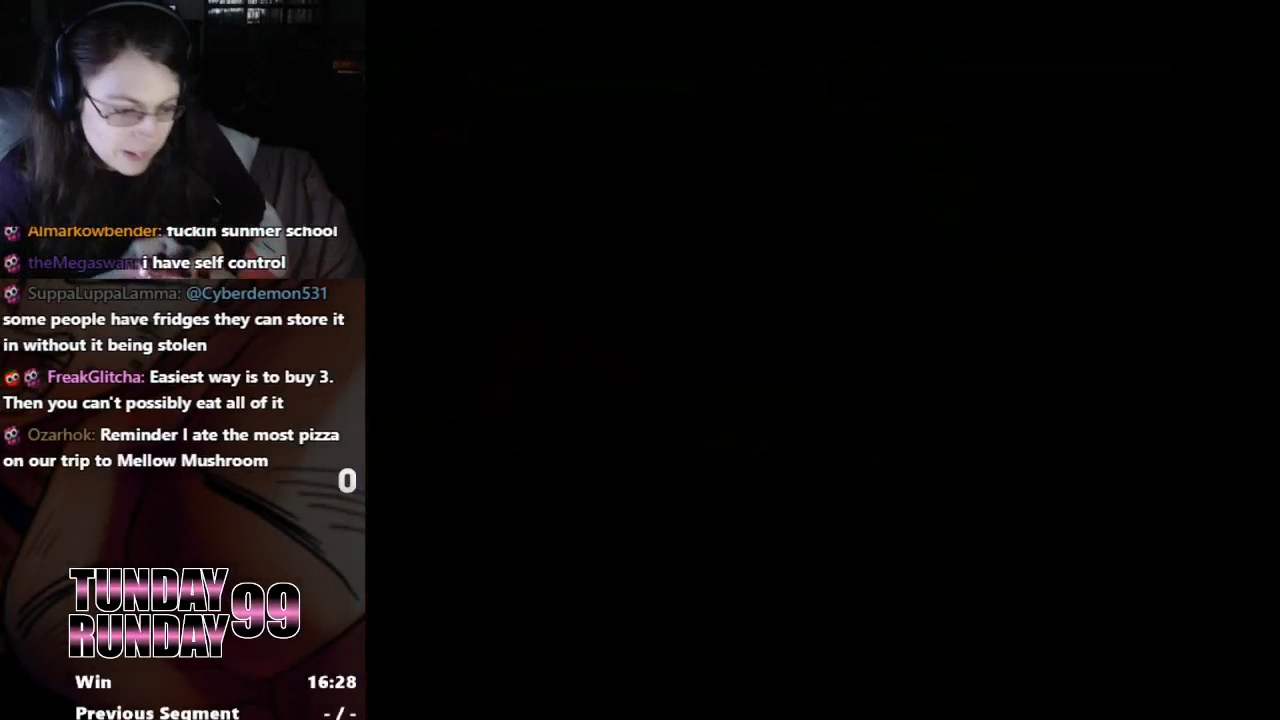 Almarkowbender: fuckin sunmer school
theMegaswan: i have self control
SuppaLuppaLamma: @Cyberdemon531
some people have fridges they can store it
in without it being stolen
FreakGlitcha: Easiest way is to buy 3.
Then you can't possibly eat all of it
Ozarhok: Reminder I ate the most pizza
on our trip to Mellow Mushroom
0
TUNDAY
RUNDAY 99
Win 16:28
Previous Segment - / -